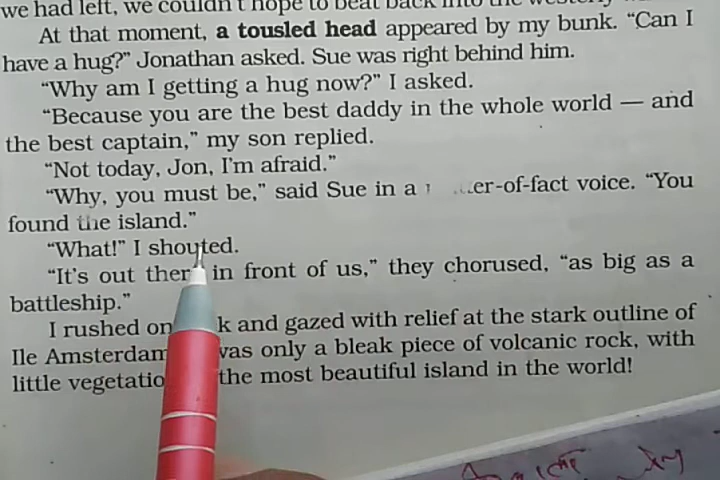 we had left, we couldn't hope to beat back into the
At that moment, a tousled head appeared by my bunk. “Can I
have a hug?” Jonathan asked. Sue was right behind him.
“Why am I getting a hug now?” I asked.
“Because you are the best daddy in the whole world — and
the best captain,” my son replied.
“Not today, Jon, I'm afraid.”
“Why, you must be,” said Sue in a er-of-fact voice. “You
found the island.”
“What!” I shouted.
“It's out ther in front of us,” they chorused, “as big as a
battleship.”
I rushed on k and gazed with relief at the stark outline of
Ile Amsterdam was only a bleak piece of volcanic rock, with
little vegetatio the most beautiful island in the world!